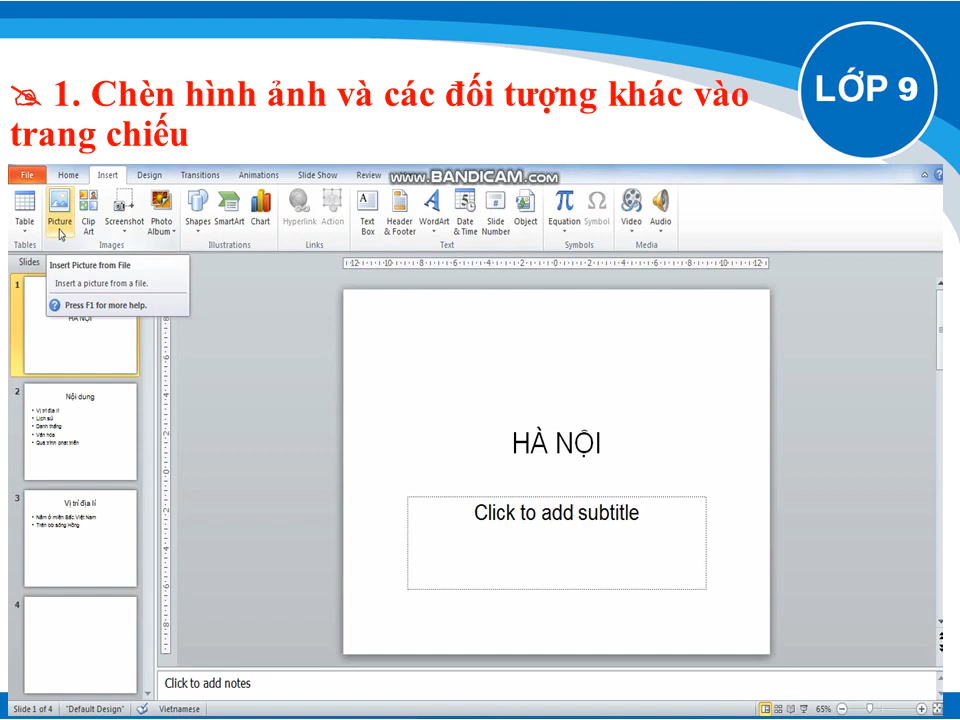 LỚP 9
1. Chèn hình ảnh và các đối tượng khác vào
trang chiếu
www.BANDICAM.com
File Home Insert Design Transitions Animations Slide Show Review
Table Picture Clip Art Screenshot Photo Album Shapes SmartArt Chart Hyperlink Action Text Box Header & Footer WordArt Date & Time Slide Number Object Equation Symbol Video Audio
Tables Images Illustrations Links Text Symbols Media
Slides
Insert Picture from File
Insert a picture from a file.
Press F1 for more help.
1
HÀ NỘI
2
Nội dung
• Vị trí địa lí
• Lịch sử
• Danh thắng
• Văn hóa
• Quá trình phát triển
3
Vị trí địa lí
• Nằm ở miền Bắc Việt Nam
• Trên bờ sông Hồng
4
HÀ NỘI
Click to add subtitle
Click to add notes
Slide 1 of 4 "Default Design" Vietnamese 65%